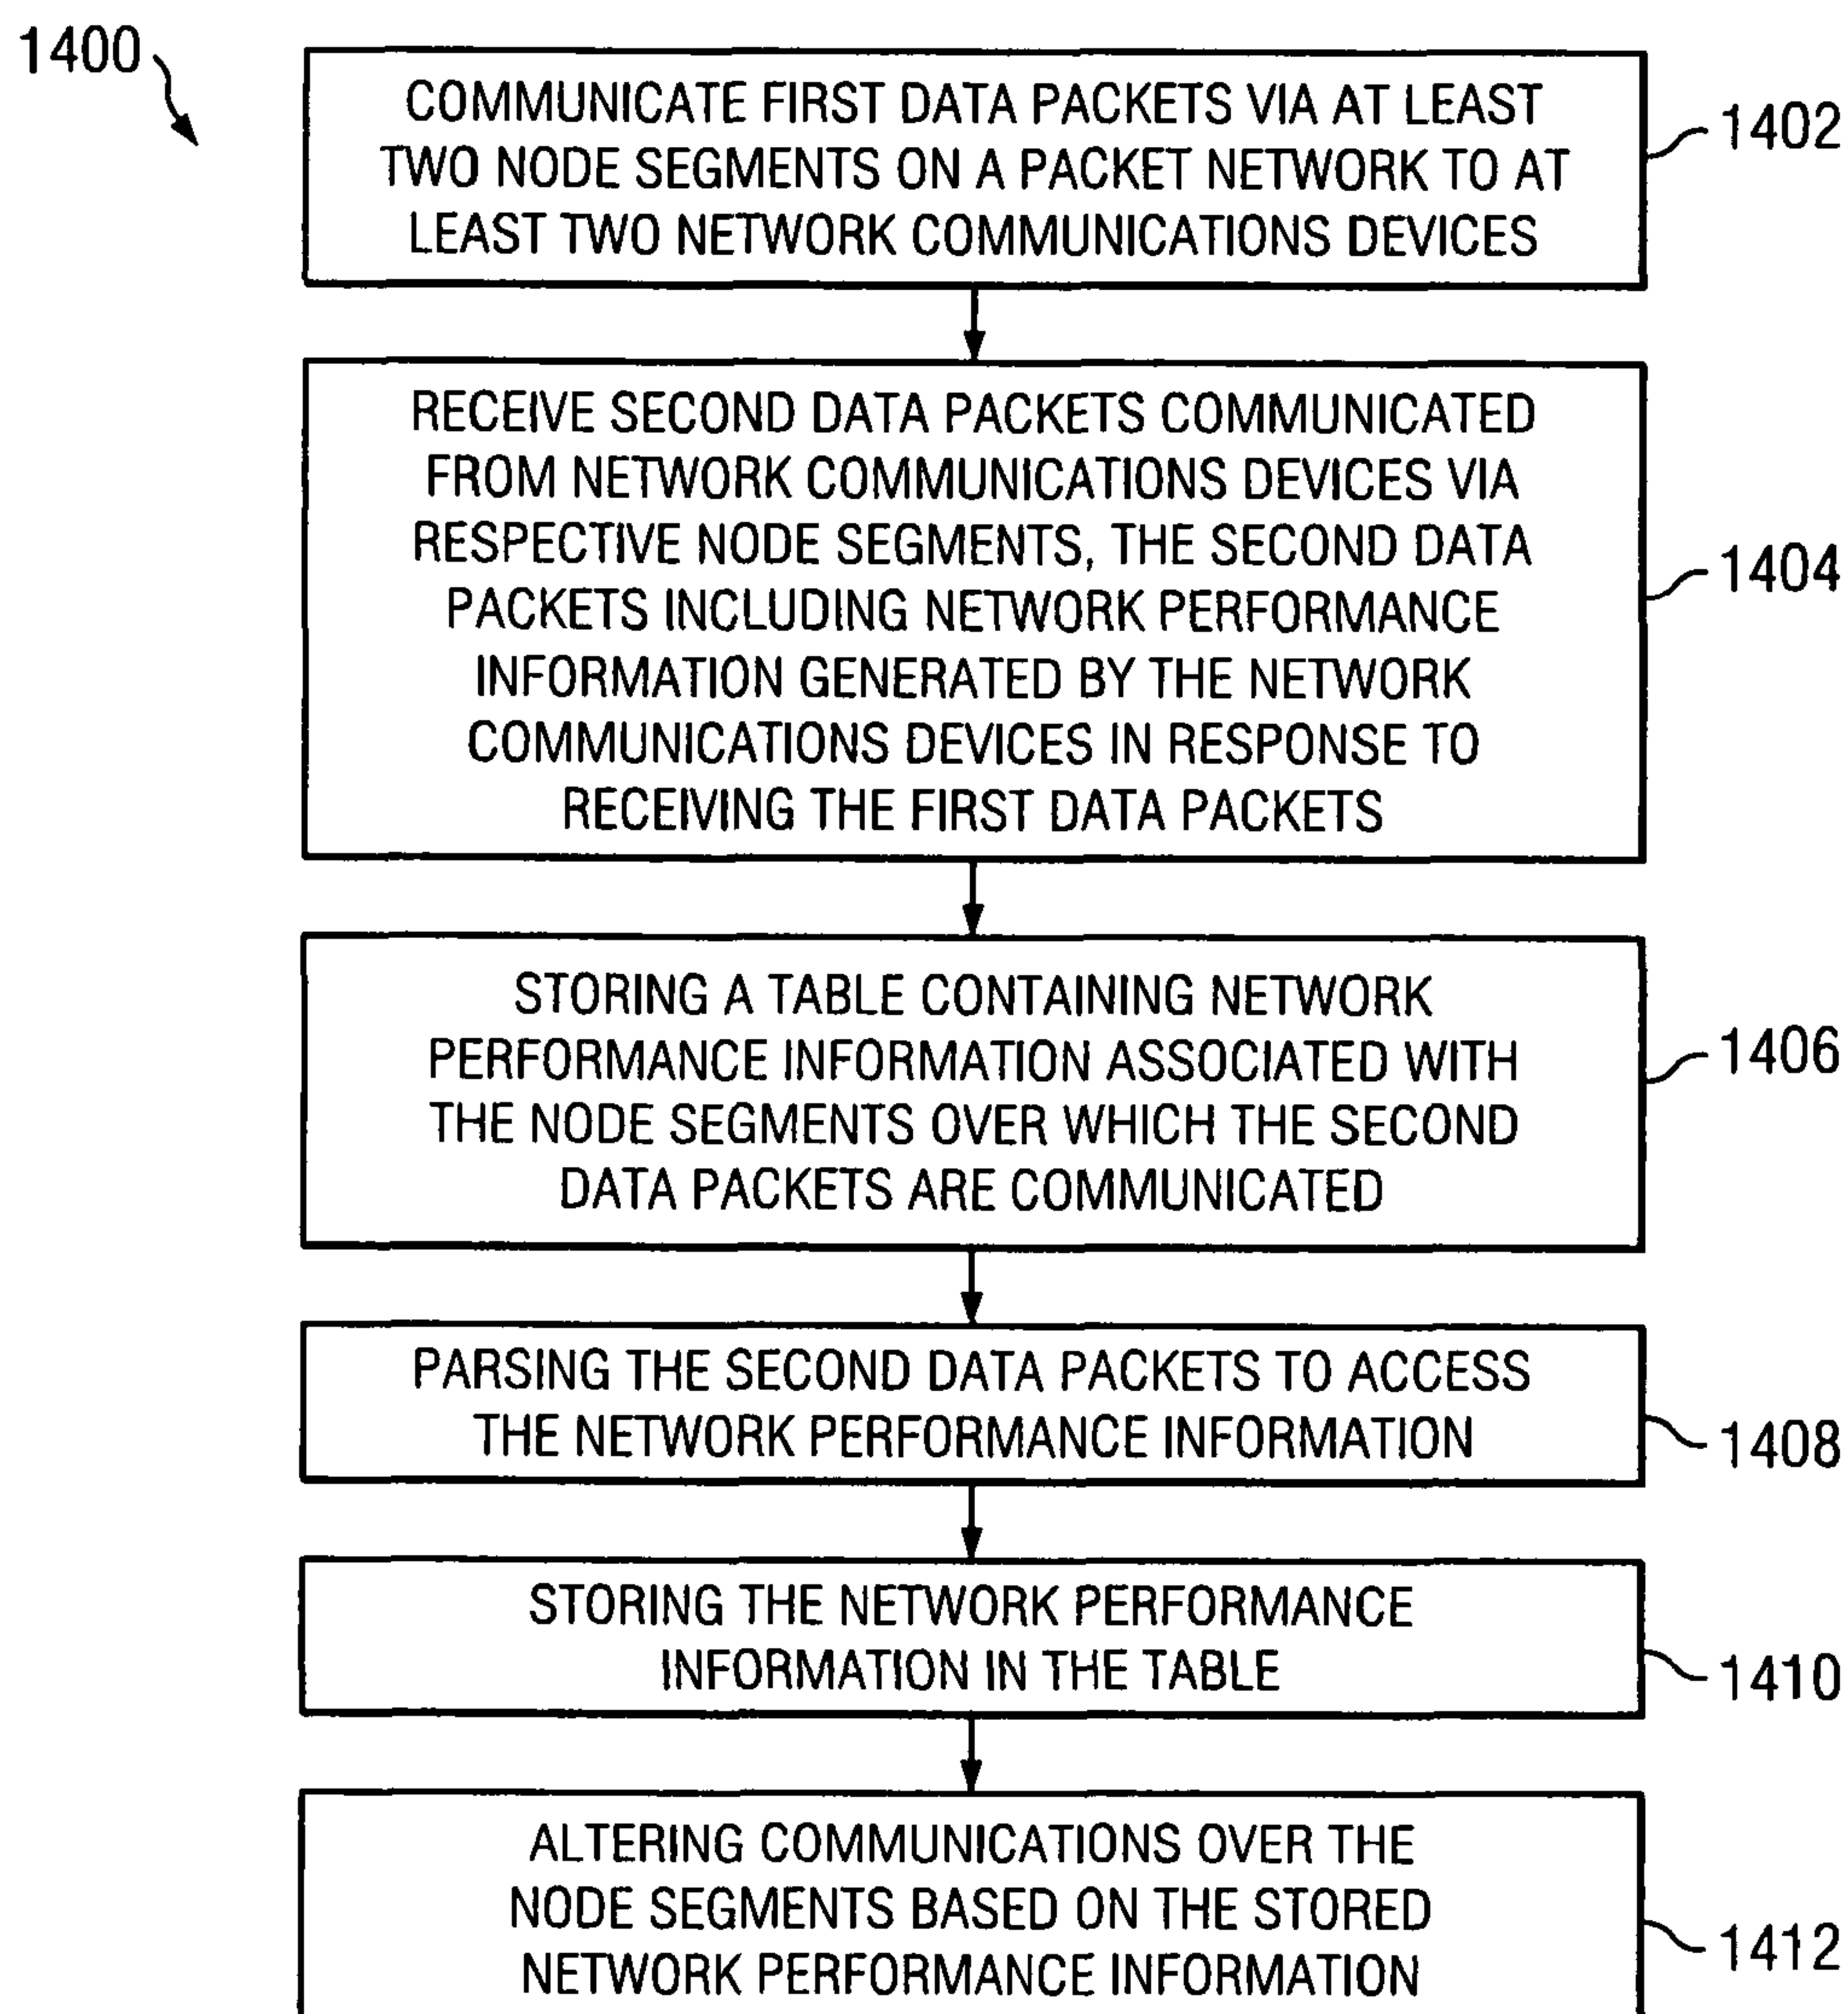 1400
COMMUNICATE FIRST DATA PACKETS VIA AT LEAST
TWO NODE SEGMENTS ON A PACKET NETWORK TO AT
LEAST TWO NETWORK COMMUNICATIONS DEVICES
1402
RECEIVE SECOND DATA PACKETS COMMUNICATED
FROM NETWORK COMMUNICATIONS DEVICES VIA
RESPECTIVE NODE SEGMENTS, THE SECOND DATA
PACKETS INCLUDING NETWORK PERFORMANCE
INFORMATION GENERATED BY THE NETWORK
COMMUNICATIONS DEVICES IN RESPONSE TO
RECEIVING THE FIRST DATA PACKETS
1404
STORING A TABLE CONTAINING NETWORK
PERFORMANCE INFORMATION ASSOCIATED WITH
THE NODE SEGMENTS OVER WHICH THE SECOND
DATA PACKETS ARE COMMUNICATED
1406
PARSING THE SECOND DATA PACKETS TO ACCESS
THE NETWORK PERFORMANCE INFORMATION
1408
STORING THE NETWORK PERFORMANCE
INFORMATION IN THE TABLE
1410
ALTERING COMMUNICATIONS OVER THE
NODE SEGMENTS BASED ON THE STORED
NETWORK PERFORMANCE INFORMATION
1412